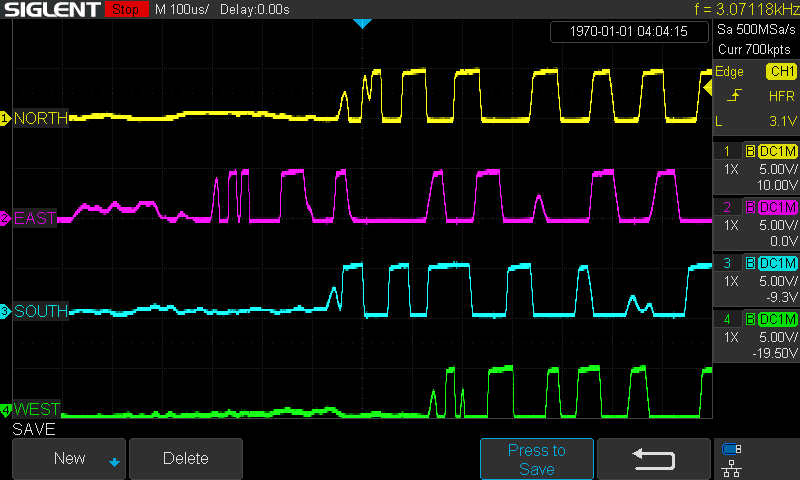 SIGLENT Stop M 100us/ Delay:0.00s f = 3.07118kHz
1970-01-01 04:04:15
Sa 500MSa/s
Curr 700kpts
Edge CH1
HFR
L 3.1V
1 B DC1M
1X 5.00V/
10.00V
2 B DC1M
1X 5.00V/
0.0V
3 B DC1M
1X 5.00V/
-9.3V
4 B DC1M
1X 5.00V/
-19.50V
1 NORTH
2 EAST
3 SOUTH
4 WEST
SAVE
New
Delete
Press to
Save